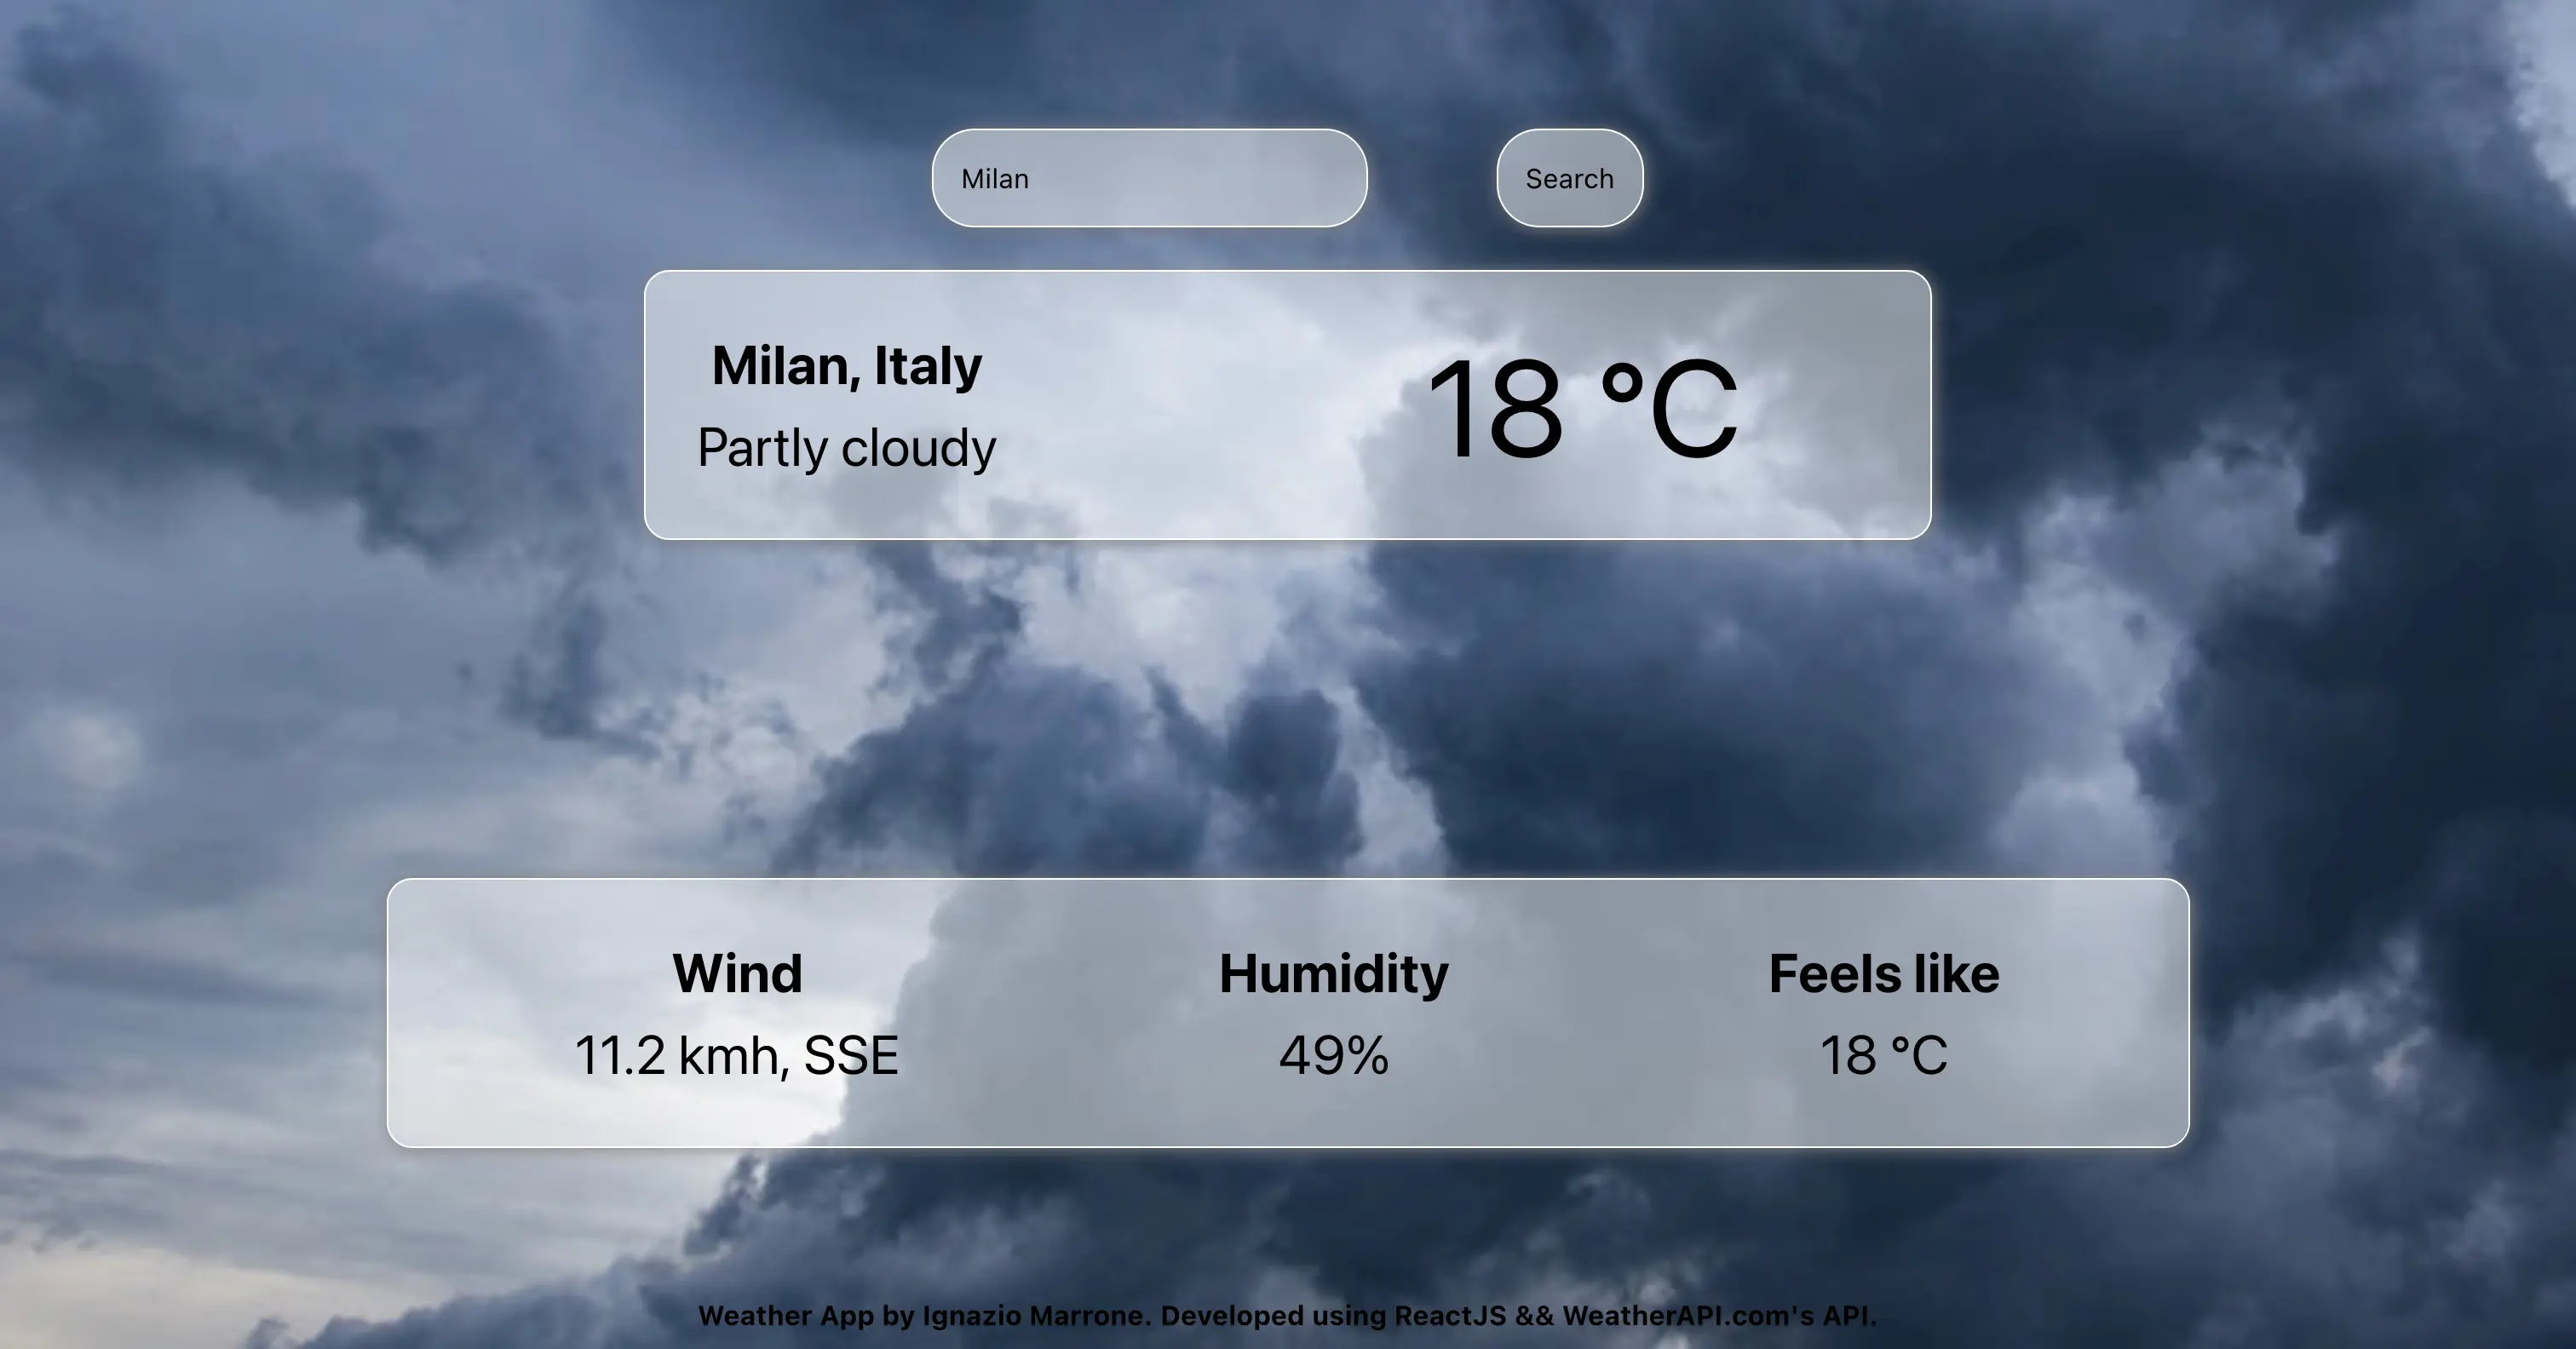 Milan
Search
Milan, Italy
Partly cloudy
18 °C
Wind
11.2 kmh, SSE
Humidity
49%
Feels like
18 °C
Weather App by Ignazio Marrone. Developed using ReactJS && WeatherAPI.com's API.